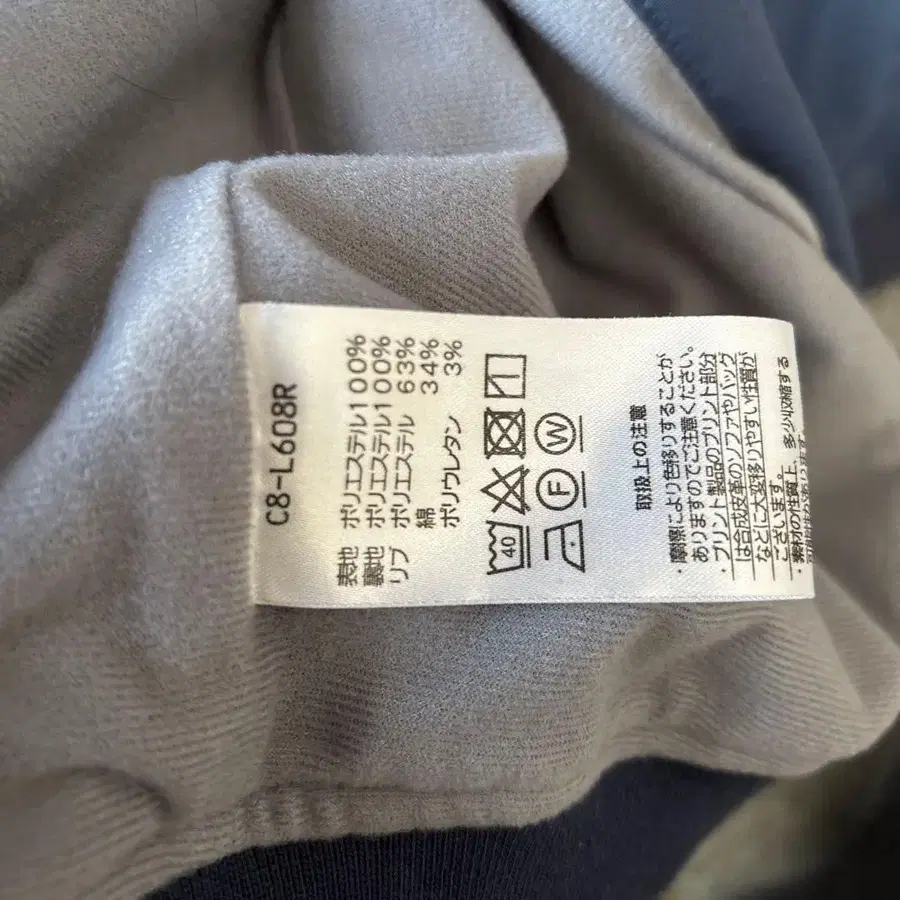 C8-L608R
表地 ポリエステル100%
裏地 ポリエステル100%
リブ ポリエステル 63%
綿 34%
ポリウレタン 3%
40
F W
取扱上の注意
・摩擦により色移りすることが
ありますのでご注意ください。
・プリント製品のプリント部分
は合成皮革のソファやバッグ
などに大変移りやすい性質が
ございます。
・素材の性質上、多少収縮する